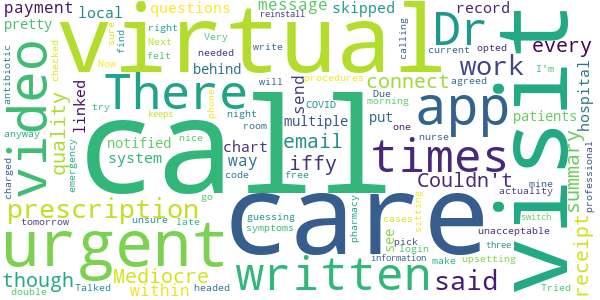 payment
local
pretty
antibiotic
video
quality
checked
linked
virtual
message
skipped
questions
Very
right
Next
felt
needed
night
calling
behind
write
will
Dr
record
reinstall
sure
find
current
opted
work
every
I'm
agreed
hospital
There
send
procedures
connect
COVID
phone
Due
morning
put
one
app
patients
Now
try
notified
system
chart
way
multiple
email
iffy
room
nurse
call
visit
keeps
anyway
emergency
nice
code
free
times
Couldn't
actuality
mine
summary
professional
charged
prescription
go
care
guessing
symptoms
pharmacy
see
cases
sitting
pick
login
information
make
unacceptable
three
upsetting
switch
Tried
receipt
tomorrow
unsure
late
urgent
though
Mediocre
within
double
Talked
headed
written
said